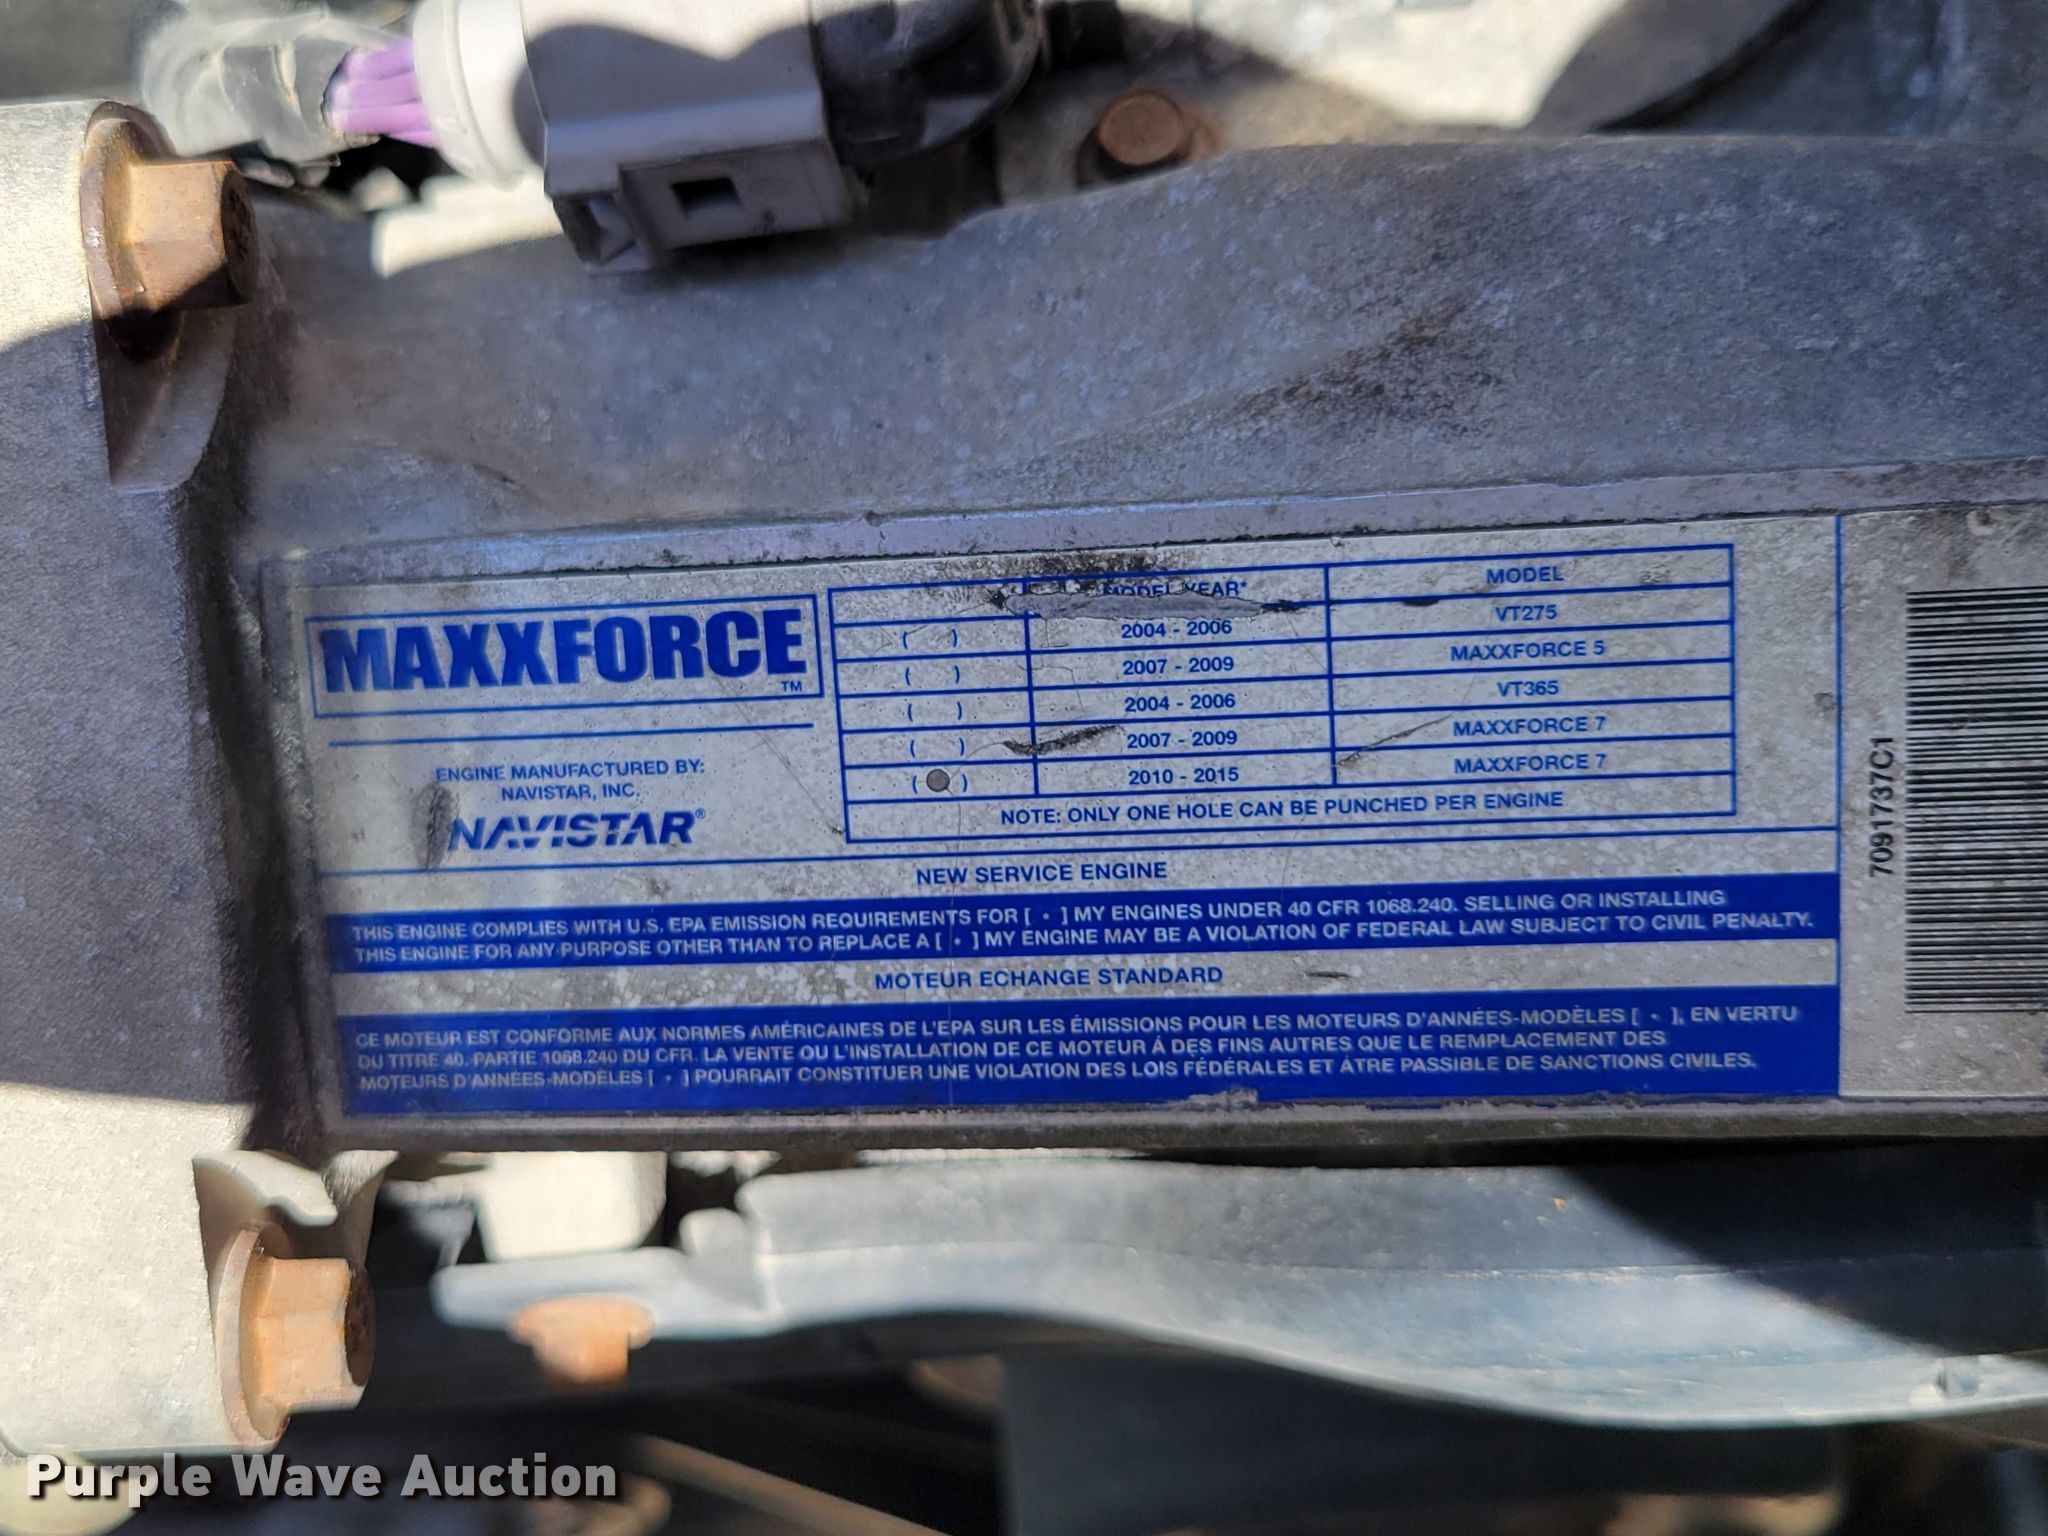 MAXXFORCE
TM
ENGINE MANUFACTURED BY:
NAVISTAR, INC.
NAVISTAR®
MODEL YEAR* MODEL
( ) 2004 - 2006 VT275
( ) 2007 - 2009 MAXXFORCE 5
( ) 2004 - 2006 VT365
( ) 2007 - 2009 MAXXFORCE 7
( ) 2010 - 2015 MAXXFORCE 7
NOTE: ONLY ONE HOLE CAN BE PUNCHED PER ENGINE
NEW SERVICE ENGINE
THIS ENGINE COMPLIES WITH U.S. EPA EMISSION REQUIREMENTS FOR [ * ] MY ENGINES UNDER 40 CFR 1068.240. SELLING OR INSTALLING
THIS ENGINE FOR ANY PURPOSE OTHER THAN TO REPLACE A [ * ] MY ENGINE MAY BE A VIOLATION OF FEDERAL LAW SUBJECT TO CIVIL PENALTY.
MOTEUR ECHANGE STANDARD
CE MOTEUR EST CONFORME AUX NORMES AMÉRICAINES DE L'EPA SUR LES ÉMISSIONS POUR LES MOTEURS D'ANNÉES-MODÈLES [ * ], EN VERTU
DU TITRE 40. PARTIE 1068.240 DU CFR. LA VENTE OU L'INSTALLATION DE CE MOTEUR Á DES FINS AUTRES QUE LE REMPLACEMENT DES
MOTEURS D'ANNÉES-MODÈLES [ * ] POURRAIT CONSTITUER UNE VIOLATION DES LOIS FÉDÉRALES ET ATRE PASSIBLE DE SANCTIONS CIVILES.
7091737C1
Purple Wave Auction